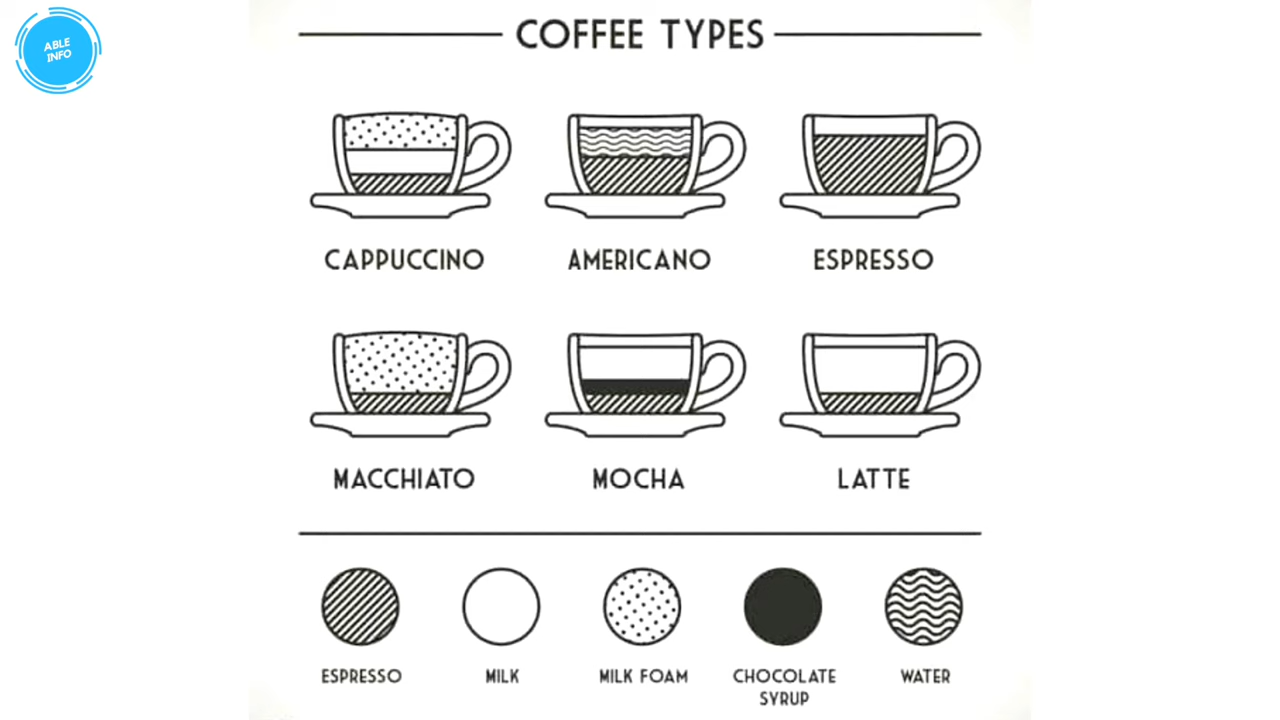 ABLE
INFO
COFFEE TYPES
CAPPUCCINO
AMERICANO
ESPRESSO
MACCHIATO
MOCHA
LATTE
ESPRESSO
MILK
MILK FOAM
CHOCOLATE
SYRUP
WATER